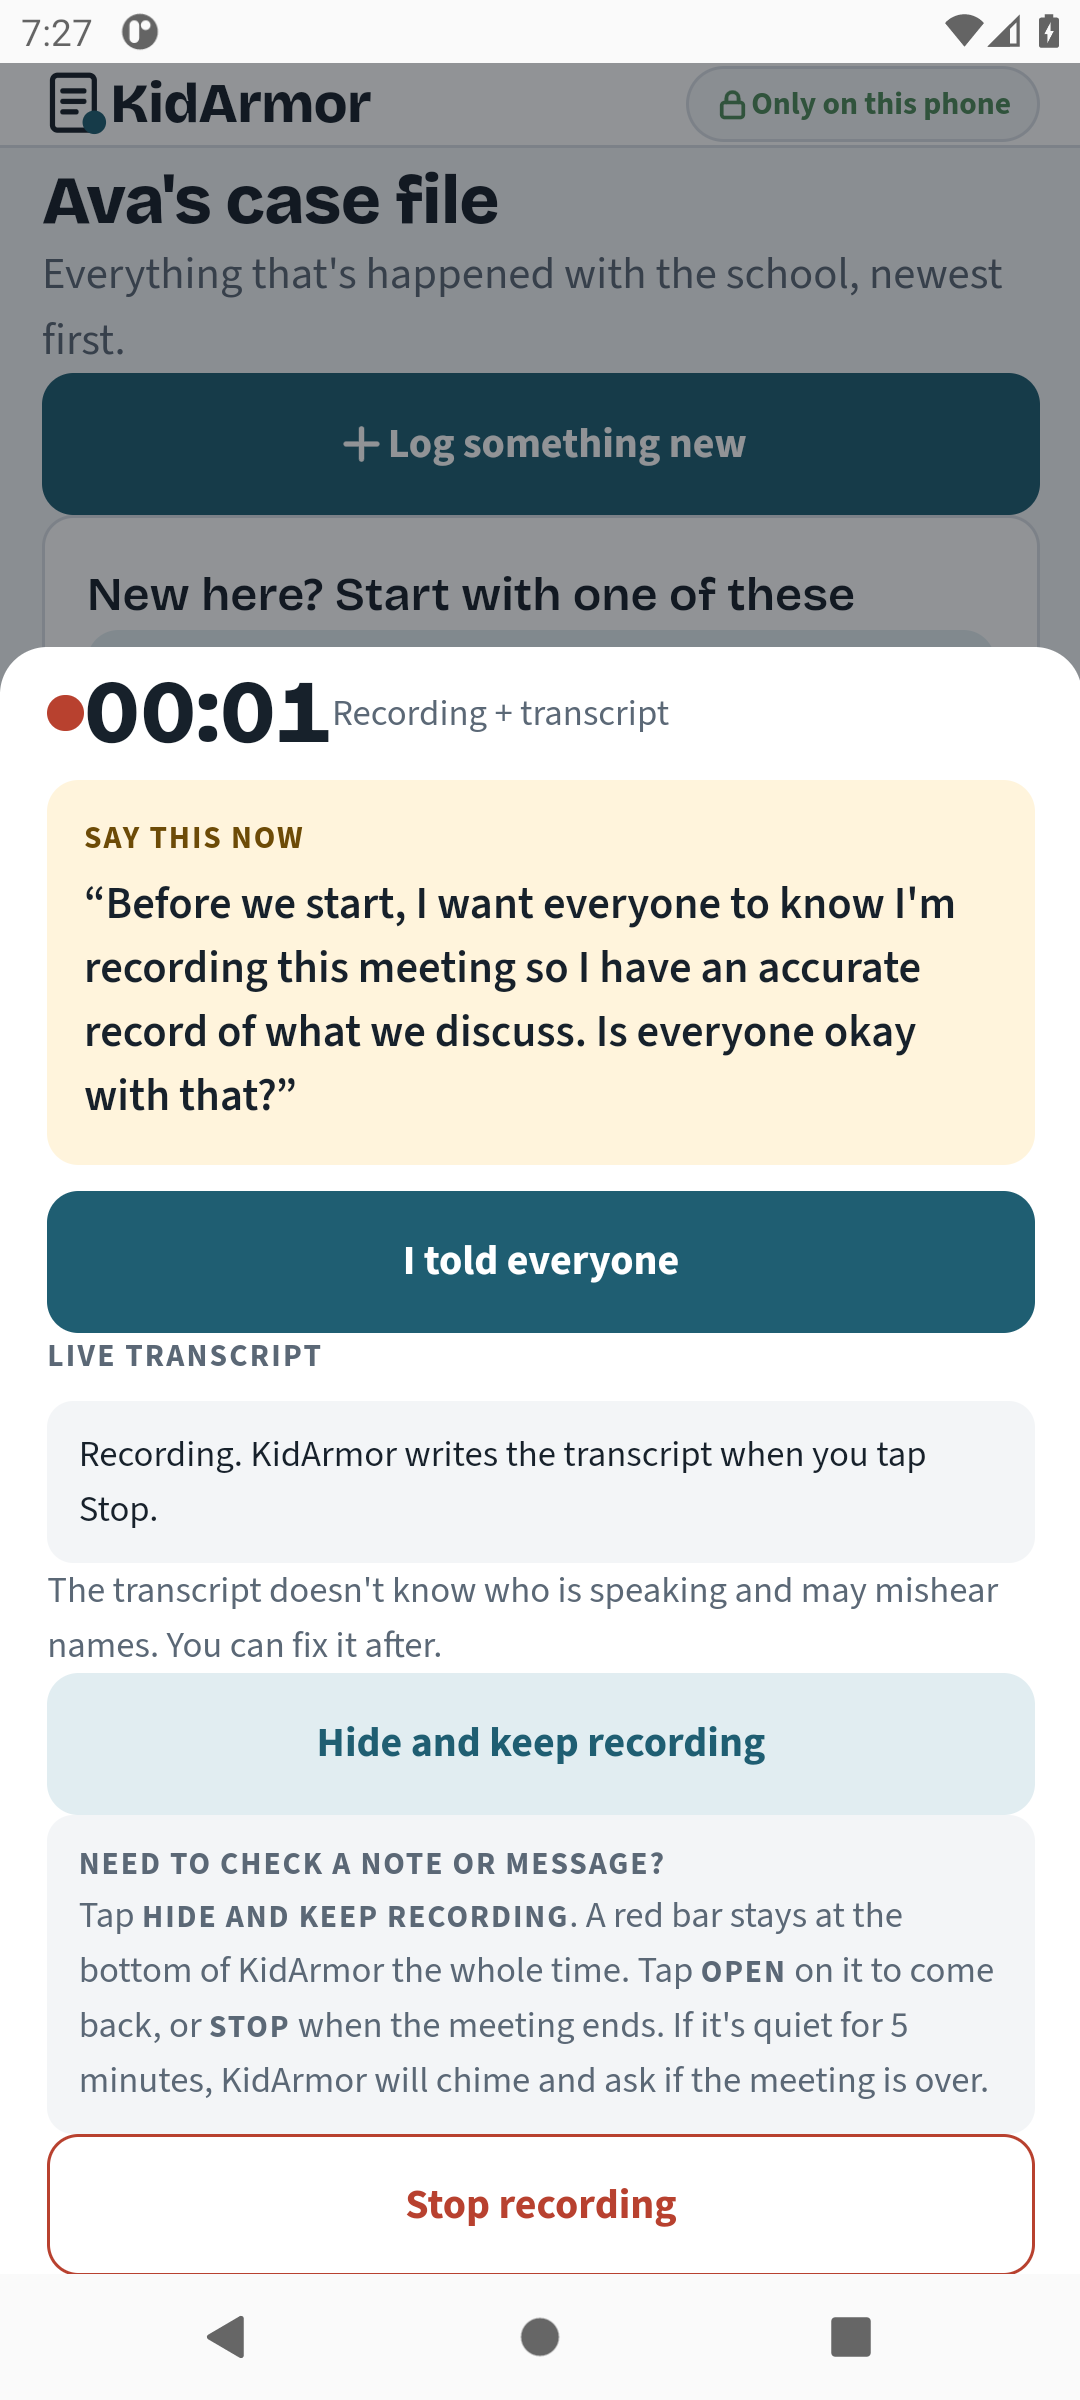 7:27
KidArmor
Only on this phone
Ava's case file
Everything that's happened with the school, newest
first.
Log something new
New here? Start with one of these
00:01 Recording + transcript
SAY THIS NOW
“Before we start, I want everyone to know I'm
recording this meeting so I have an accurate
record of what we discuss. Is everyone okay
with that?”
I told everyone
LIVE TRANSCRIPT
Recording. KidArmor writes the transcript when you tap
Stop.
The transcript doesn't know who is speaking and may mishear
names. You can fix it after.
Hide and keep recording
NEED TO CHECK A NOTE OR MESSAGE?
Tap HIDE AND KEEP RECORDING. A red bar stays at the
bottom of KidArmor the whole time. Tap OPEN on it to come
back, or STOP when the meeting ends. If it's quiet for 5
minutes, KidArmor will chime and ask if the meeting is over.
Stop recording